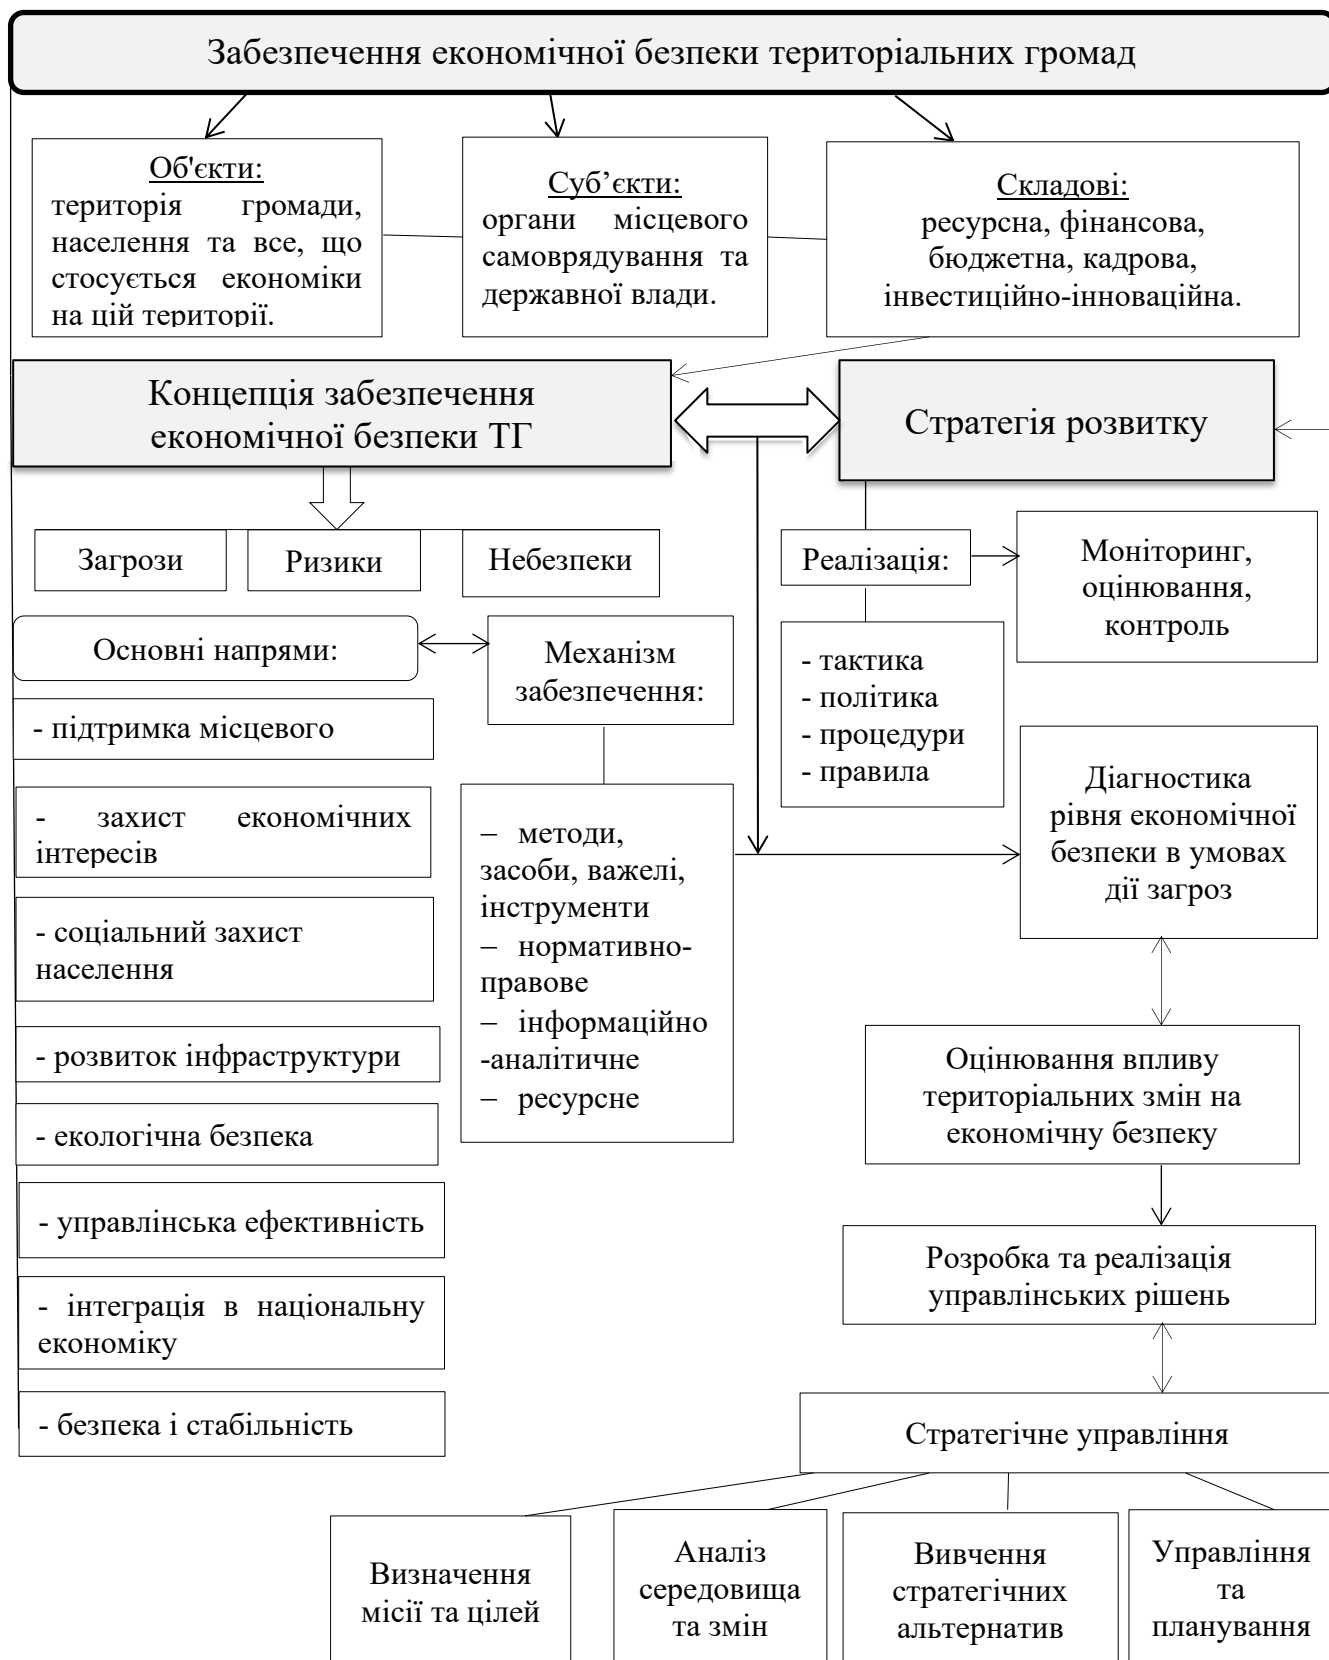 Забезпечення економічної безпеки територіальних громад
Об'єкти:
територія громади,
населення та все, що
стосується економіки
на цій території.
Суб’єкти:
органи місцевого
самоврядування та
державної влади.
Складові:
ресурсна, фінансова,
бюджетна, кадрова,
інвестиційно-інноваційна.
Концепція забезпечення
економічної безпеки ТГ
Стратегія розвитку
Загрози
Ризики
Небезпеки
Реалізація:
Моніторинг,
оцінювання,
контроль
Основні напрями:
Механізм
забезпечення:
- тактика
- політика
- процедури
- правила
- підтримка місцевого
- захист економічних
інтересів
- соціальний захист
населення
- розвиток інфраструктури
- екологічна безпека
- управлінська ефективність
- інтеграція в національну
економіку
- безпека і стабільність
– методи,
засоби, важелі,
інструменти
– нормативно-
правове
– інформаційно
-аналітичне
– ресурсне
Діагностика
рівня економічної
безпеки в умовах
дії загроз
Оцінювання впливу
територіальних змін на
економічну безпеку
Розробка та реалізація
управлінських рішень
Стратегічне управління
Визначення
місії та цілей
Аналіз
середовища
та змін
Вивчення
стратегічних
альтернатив
Управління
та
планування